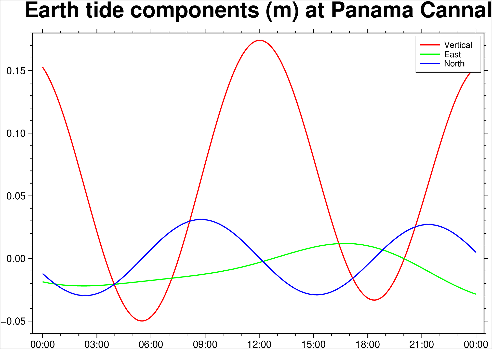 Earth tide components (m) at Panama Cannal
Vertical
East
North
0.15
0.10
0.05
0.00
−0.05
00:00 03:00 06:00 09:00 12:00 15:00 18:00 21:00 00:00